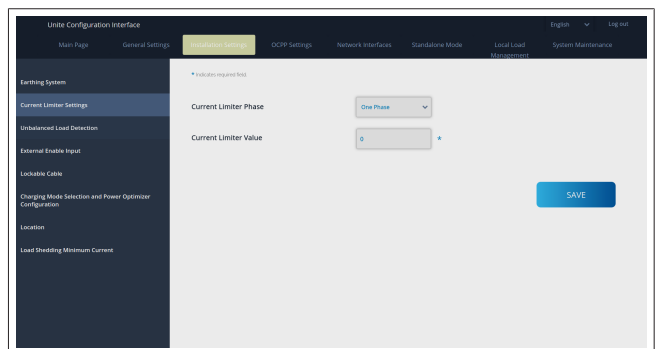 Unite Configuration Interface
English
Log out
Main Page
General Settings
Installation Settings
OCPP Settings
Network Interfaces
Standalone Mode
Local Load Management
System Maintenance
Earthing System
Current Limiter Settings
Unbalanced Load Detection
External Enable Input
Lockable Cable
Charging Mode Selection and Power Optimizer
Configuration
Location
Load Shedding Minimum Current
* Indicates required field.
Current Limiter Phase
One Phase
Current Limiter Value
0
*
SAVE